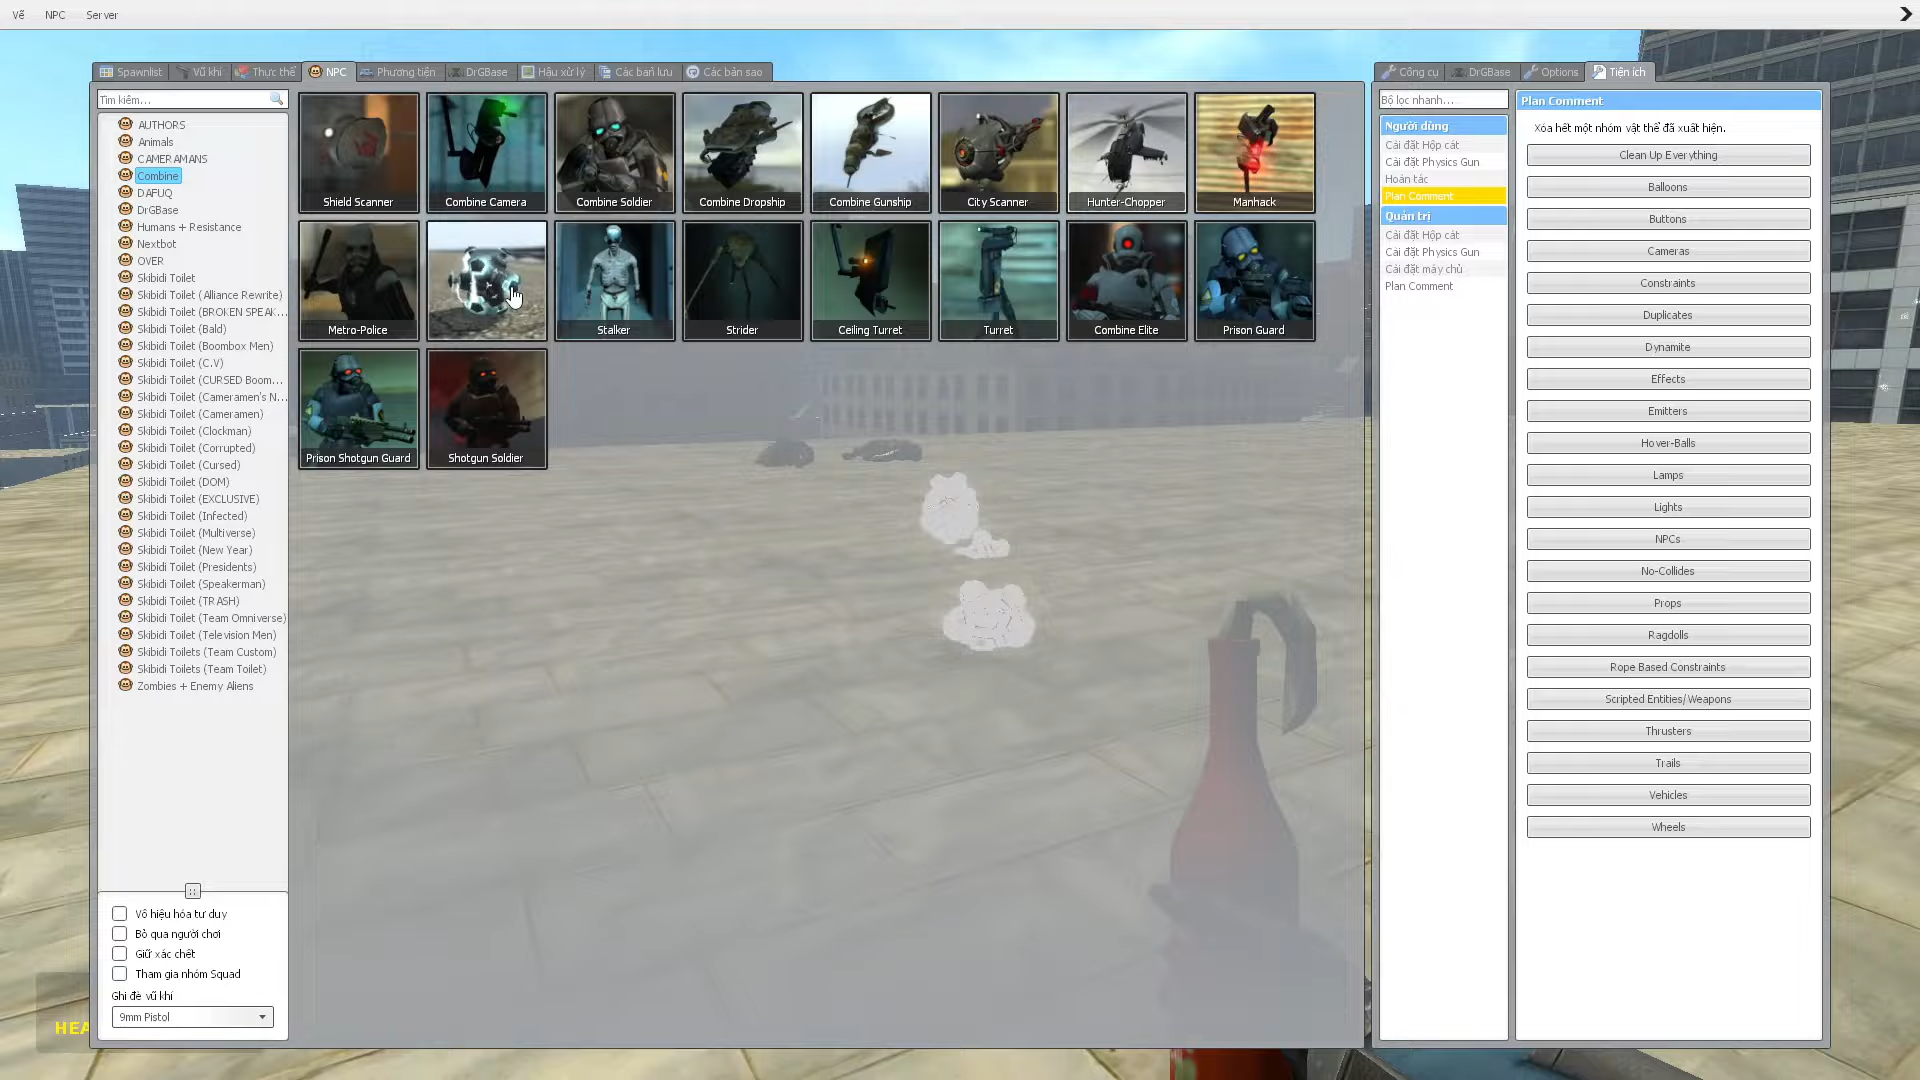 Vẽ NPC Server
Spawnlist Vũ khí Thực thể NPC Phương tiện DrGBase Hậu xử lý Các bản lưu Các bản sao
Công cụ DrGBase Options Tiện ích
Tìm kiếm...
AUTHORS
Animals
CAMERAMANS
Combine
DAFUQ
DrGBase
Humans + Resistance
Nextbot
OVER
Skibidi Toilet
Skibidi Toilet (Alliance Rewrite)
Skibidi Toilet (BROKEN SPEAK...
Skibidi Toilet (Bald)
Skibidi Toilet (Boombox Men)
Skibidi Toilet (C.V)
Skibidi Toilet (CURSED Boom...
Skibidi Toilet (Cameramen's N...
Skibidi Toilet (Cameramen)
Skibidi Toilet (Clockman)
Skibidi Toilet (Corrupted)
Skibidi Toilet (Cursed)
Skibidi Toilet (DOM)
Skibidi Toilet (EXCLUSIVE)
Skibidi Toilet (Infected)
Skibidi Toilet (Multiverse)
Skibidi Toilet (New Year)
Skibidi Toilet (Presidents)
Skibidi Toilet (Speakerman)
Skibidi Toilet (TRASH)
Skibidi Toilet (Team Omniverse)
Skibidi Toilet (Television Men)
Skibidi Toilets (Team Custom)
Skibidi Toilets (Team Toilet)
Zombies + Enemy Aliens
Vô hiệu hóa tư duy
Bỏ qua người chơi
Giữ xác chết
Tham gia nhóm Squad
Ghi đè vũ khí
9mm Pistol
HEA
Shield Scanner Combine Camera Combine Soldier Combine Dropship Combine Gunship City Scanner Hunter-Chopper Manhack
Metro-Police Stalker Strider Ceiling Turret Turret Combine Elite Prison Guard
Prison Shotgun Guard Shotgun Soldier
Bộ lọc nhanh...
Người dùng
Cài đặt Hộp cát
Cài đặt Physics Gun
Hoàn tác
Plan Comment
Quản trị
Cài đặt Hộp cát
Cài đặt Physics Gun
Cài đặt máy chủ
Plan Comment
Plan Comment
Xóa hết một nhóm vật thể đã xuất hiện.
Clean Up Everything
Balloons
Buttons
Cameras
Constraints
Duplicates
Dynamite
Effects
Emitters
Hover-Balls
Lamps
Lights
NPCs
No-Collides
Props
Ragdolls
Rope Based Constraints
Scripted Entities/Weapons
Thrusters
Trails
Vehicles
Wheels